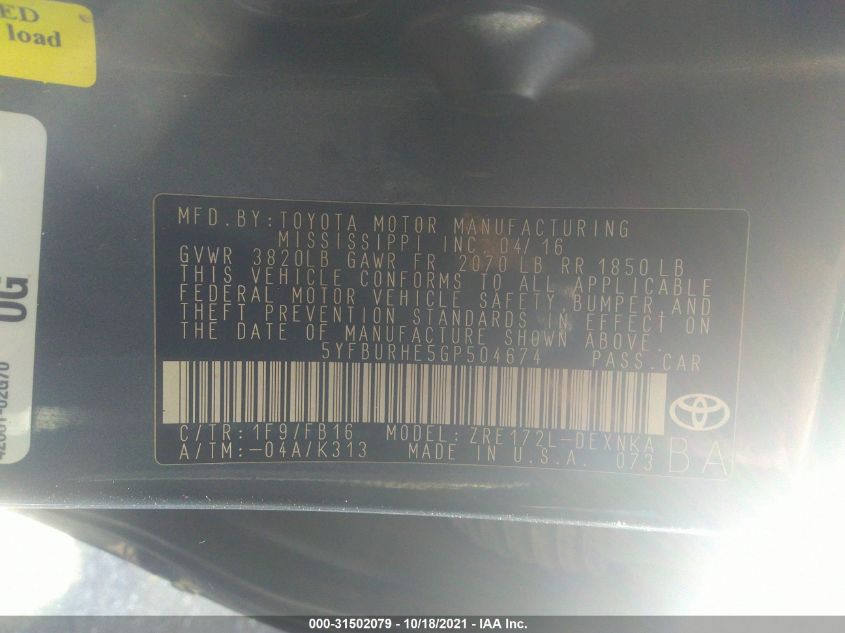 ED
load
0G
42661-02G70
MFD.BY:TOYOTA MOTOR MANUFACTURING
MISSISSIPPI INC 04/16
GVWR 3820LB GAWR FR 2070 LB RR 1850LB
THIS VEHICLE CONFORMS TO ALL APPLICABLE
FEDERAL MOTOR VEHICLE SAFETY, BUMPER,AND
THEFT PREVENTION STANDARDS IN EFFECT ON
THE DATE OF MANUFACTURE SHOWN ABOVE.
5YFBURHE5GP504674 PASS.CAR
C/TR: 1F9/FB16 MODEL: ZRE172L-DEXNKA
A/TM:-04A/K313 MADE IN U.S.A. 073
BA
000-31502079 - 10/18/2021 - IAA Inc.